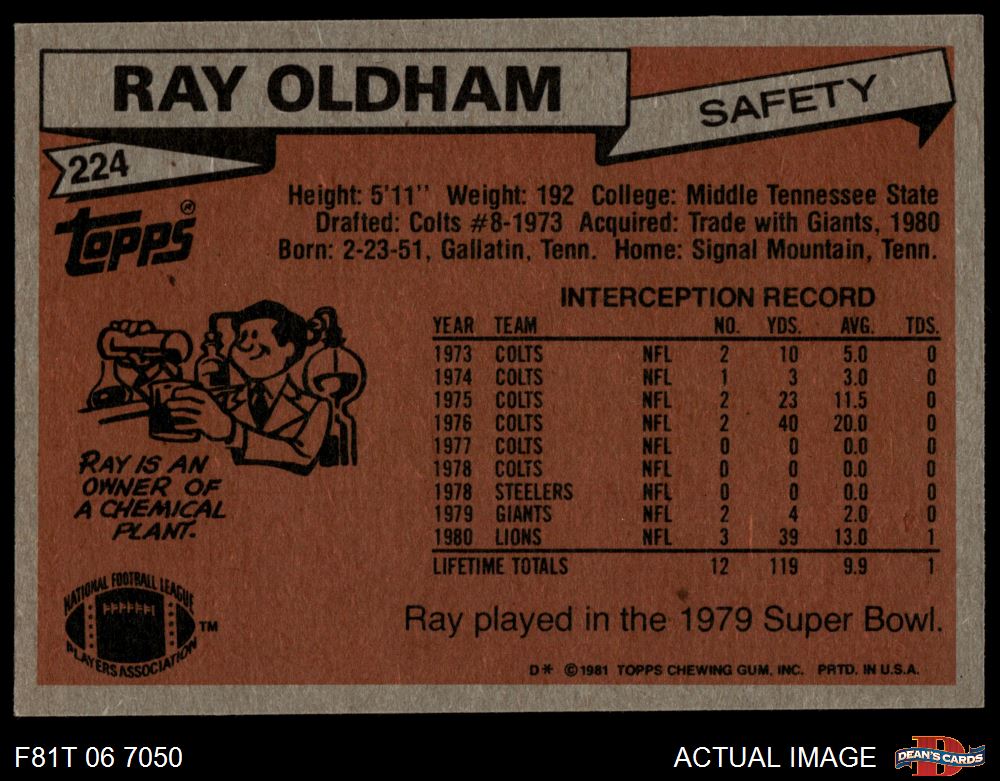 RAY OLDHAM
SAFETY
224
topps®
Height: 5'11'' Weight: 192 College: Middle Tennessee State
Drafted: Colts #8-1973 Acquired: Trade with Giants, 1980
Born: 2-23-51, Gallatin, Tenn. Home: Signal Mountain, Tenn.
INTERCEPTION RECORD
YEAR TEAM NO. YDS. AVG. TDS.
1973 COLTS NFL 2 10 5.0 0
1974 COLTS NFL 1 3 3.0 0
1975 COLTS NFL 2 23 11.5 0
1976 COLTS NFL 2 40 20.0 0
1977 COLTS NFL 0 0 0.0 0
1978 COLTS NFL 0 0 0.0 0
1978 STEELERS NFL 0 0 0.0 0
1979 GIANTS NFL 2 4 2.0 0
1980 LIONS NFL 3 39 13.0 1
LIFETIME TOTALS 12 119 9.9 1
RAY IS AN
OWNER OF
A CHEMICAL
PLANT.
NATIONAL FOOTBALL LEAGUE
PLAYERS ASSOCIATION
TM
Ray played in the 1979 Super Bowl.
D* ©1981 TOPPS CHEWING GUM, INC. PRTD. IN U.S.A.
F81T 06 7050
ACTUAL IMAGE
D
DEAN'S CARDS